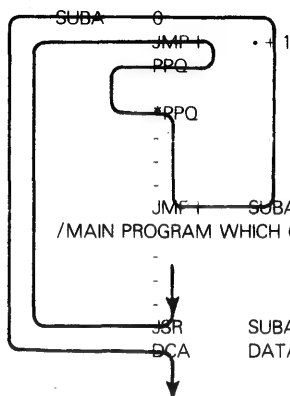 SUBA 0
JMP + . + 1
PPQ
*PPQ
-
-
-
JMP + SUBA
/MAIN PROGRAM WHICH
-
-
-
JSR SUBA
DCA DATA